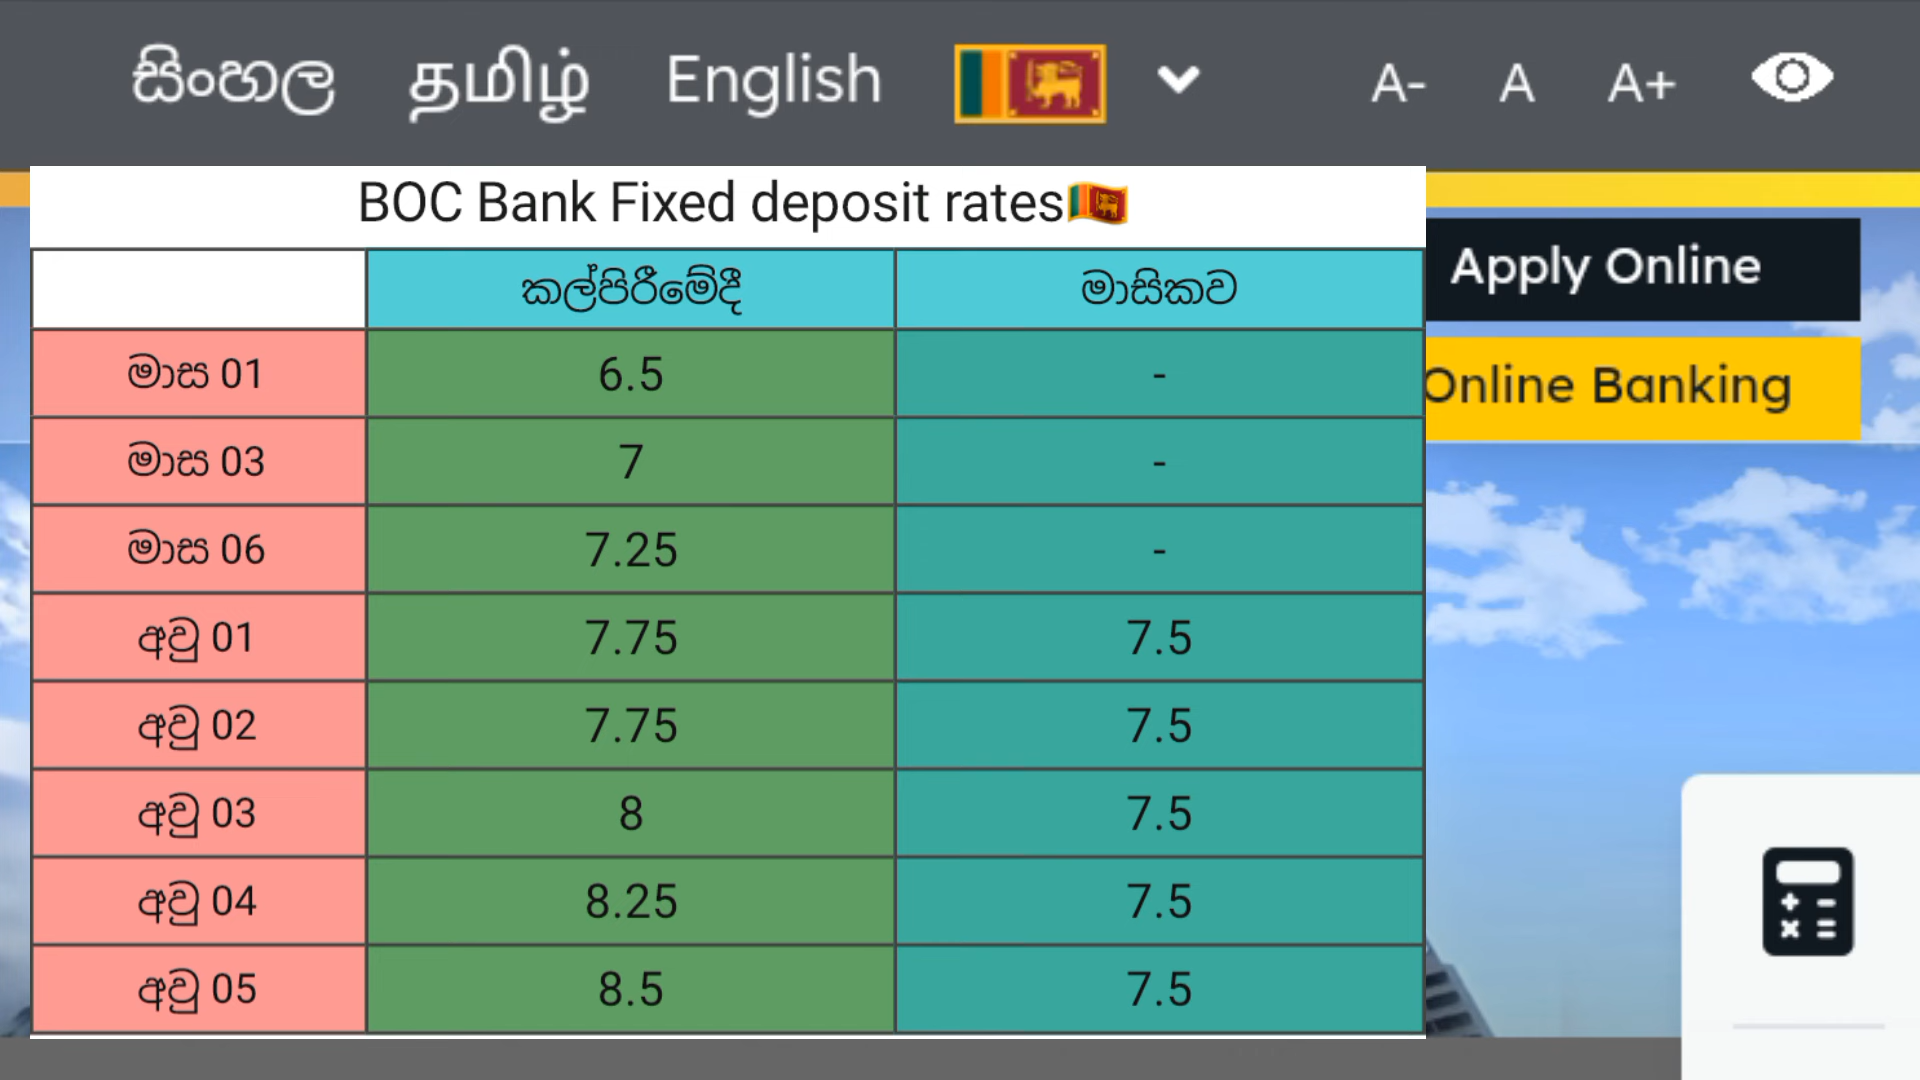 සිංහල தமிழ் English A- A A+
BOC Bank Fixed deposit rates
Apply Online
Online Banking
කල්පිරීමේදී මාසිකව
මාස 01 6.5 -
මාස 03 7 -
මාස 06 7.25 -
අවු 01 7.75 7.5
අවු 02 7.75 7.5
අවු 03 8 7.5
අවු 04 8.25 7.5
අවු 05 8.5 7.5